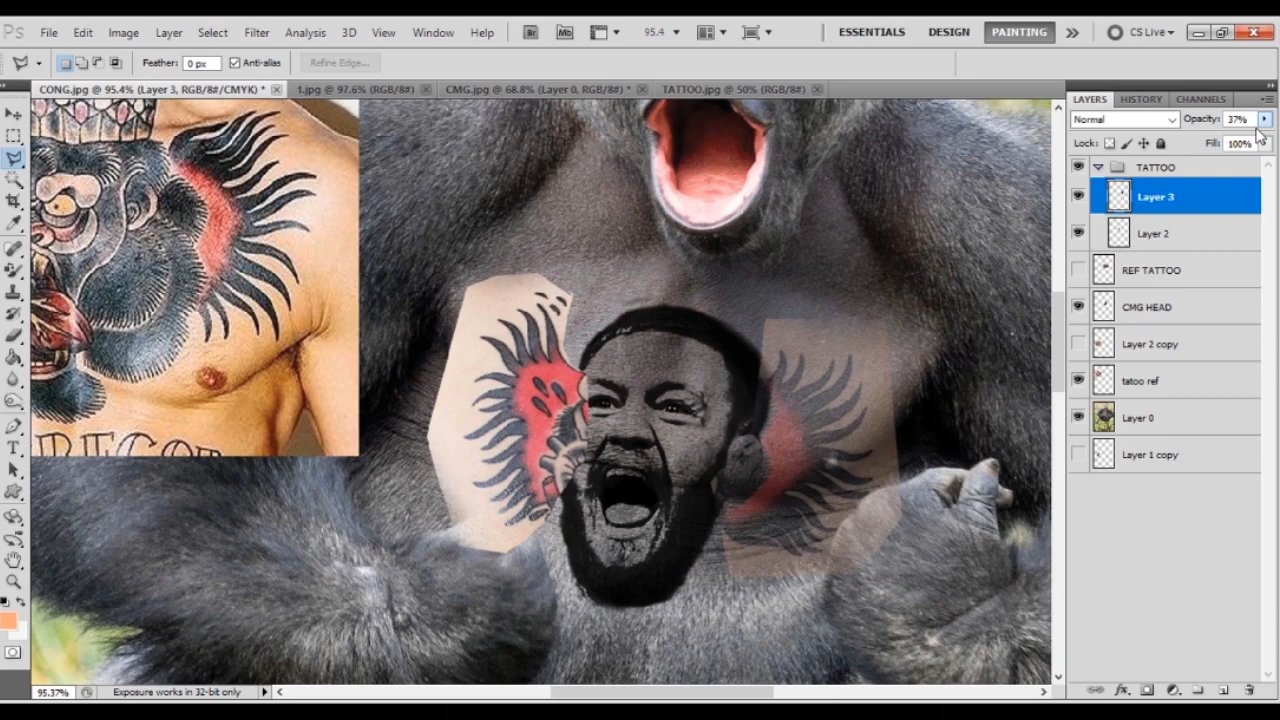 Ps File Edit Image Layer Select Filter Analysis 3D View Window Help Br Mb 95.4 ESSENTIALS DESIGN PAINTING CS Live
Feather: 0 px Anti-alias Refine Edge...
CONG.jpg @ 95.4% (Layer 3, RGB/8#/CMYK) * 1.jpg @ 97.6% (RGB/8#) CMG.jpg @ 68.8% (Layer 0, RGB/8#) * TATTOO.jpg @ 50% (RGB/8#)
LAYERS HISTORY CHANNELS
Normal Opacity: 37%
Lock: Fill: 100%
TATTOO
Layer 3
Layer 2
REF TATTOO
CMG HEAD
Layer 2 copy
tatoo ref
Layer 0
Layer 1 copy
95.37% Exposure works in 32-bit only